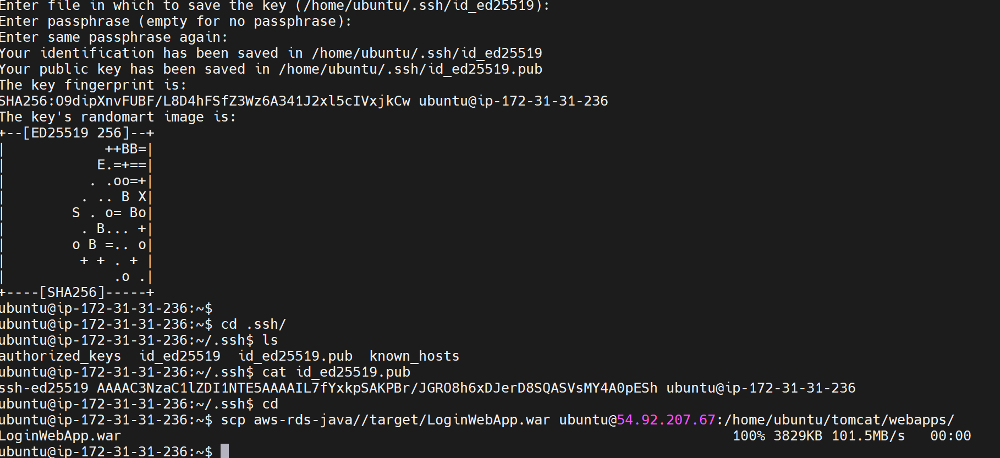 Enter file in which to save the key (/home/ubuntu/.ssh/id_ed25519):
Enter passphrase (empty for no passphrase):
Enter same passphrase again:
Your identification has been saved in /home/ubuntu/.ssh/id_ed25519
Your public key has been saved in /home/ubuntu/.ssh/id_ed25519.pub
The key fingerprint is:
SHA256:O9dipXnvFUBF/L8D4hFSfZ3Wz6A341J2xl5cIVxjkCw ubuntu@ip-172-31-31-236
The key's randomart image is:
+--[ED25519 256]--+
|            ++BB=|
|           E.=+==|
|          . .oo=+|
|         . .. B X|
|        S . o= Bo|
|         . B... +|
|        o B =.. o|
|         + + . + |
|             .o .|
+----[SHA256]-----+
ubuntu@ip-172-31-31-236:~$
ubuntu@ip-172-31-31-236:~$ cd .ssh/
ubuntu@ip-172-31-31-236:~/.ssh$ ls
authorized_keys  id_ed25519  id_ed25519.pub  known_hosts
ubuntu@ip-172-31-31-236:~/.ssh$ cat id_ed25519.pub
ssh-ed25519 AAAAC3NzaC1lZDI1NTE5AAAAIL7fYxkpSAKPBr/JGRO8h6xDJerD8SQASVsMY4A0pESh ubuntu@ip-172-31-31-236
ubuntu@ip-172-31-31-236:~/.ssh$ cd
ubuntu@ip-172-31-31-236:~$ scp aws-rds-java//target/LoginWebApp.war ubuntu@54.92.207.67:/home/ubuntu/tomcat/webapps/
LoginWebApp.war                                                                          100% 3829KB 101.5MB/s   00:00
ubuntu@ip-172-31-31-236:~$